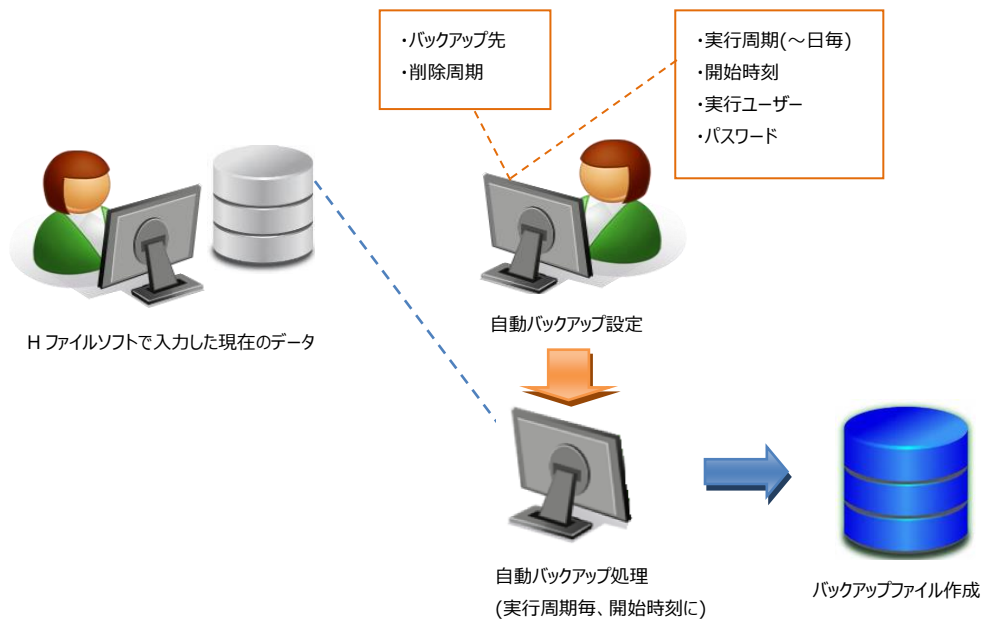 ・バックアップ先
・削除周期
・実行周期(～日毎)
・開始時刻
・実行ユーザー
・パスワード
H ファイルソフトで入力した現在のデータ
自動バックアップ設定
自動バックアップ処理
(実行周期毎、開始時刻に)
バックアップファイル作成